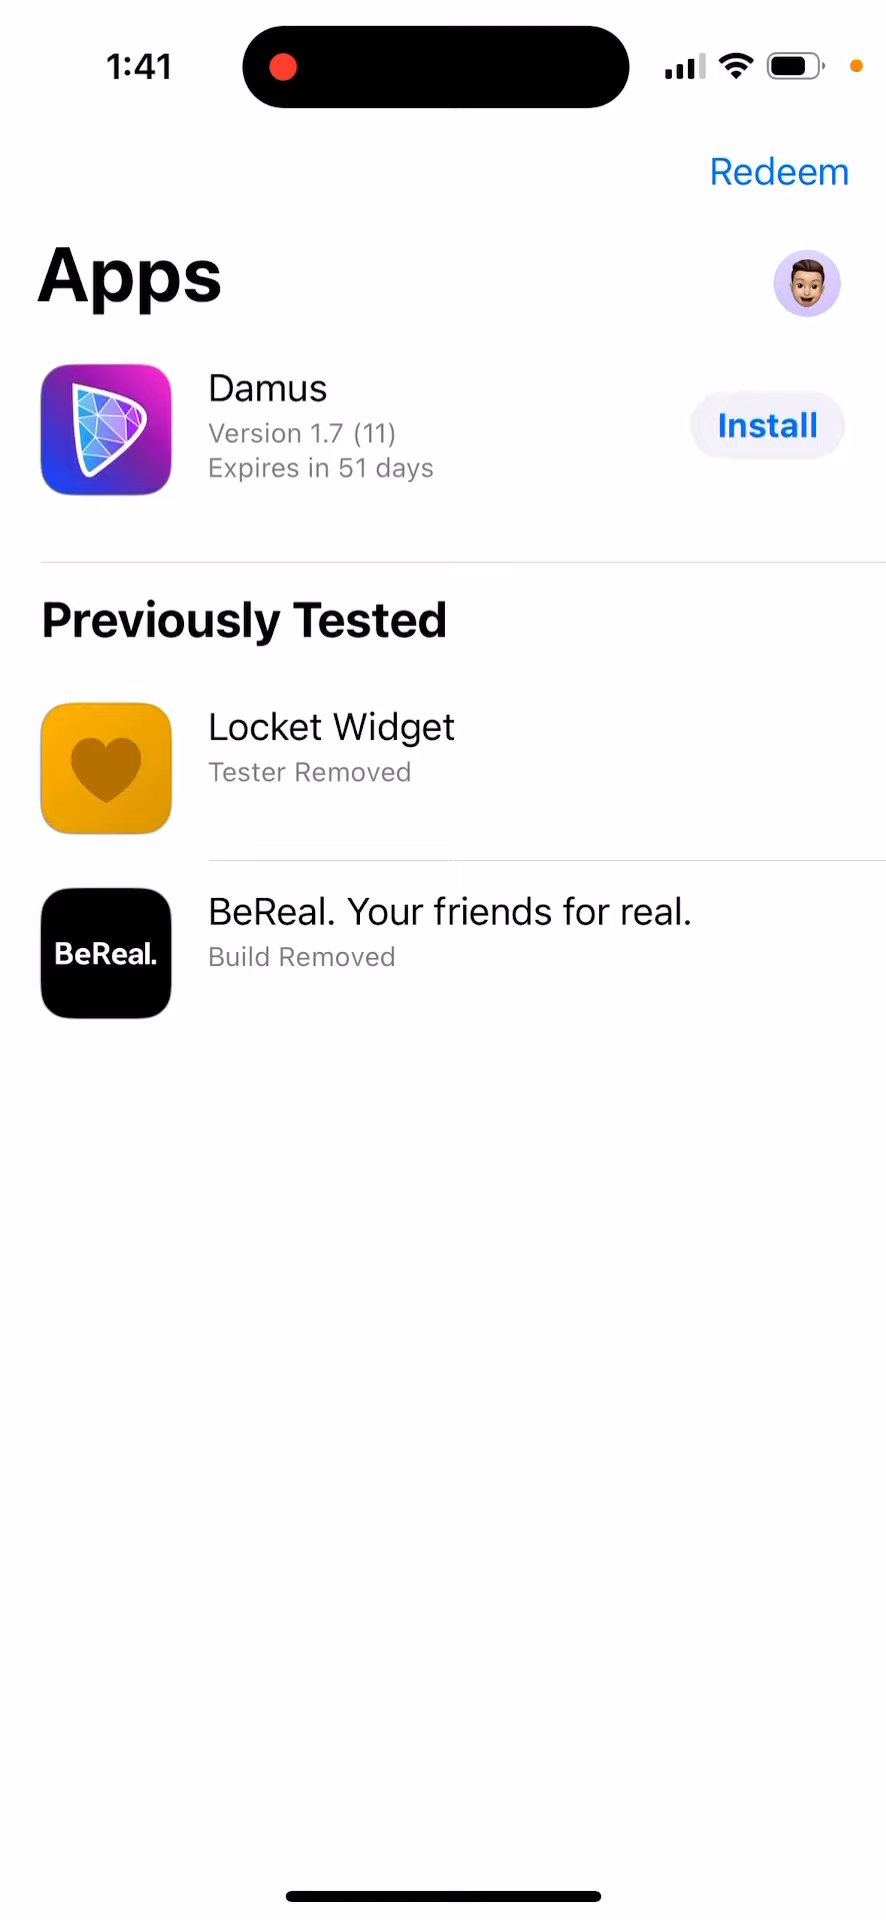 1:41
Redeem
Apps
Damus
Version 1.7 (11)
Expires in 51 days
Install
Previously Tested
Locket Widget
Tester Removed
BeReal. Your friends for real.
Build Removed
BeReal.